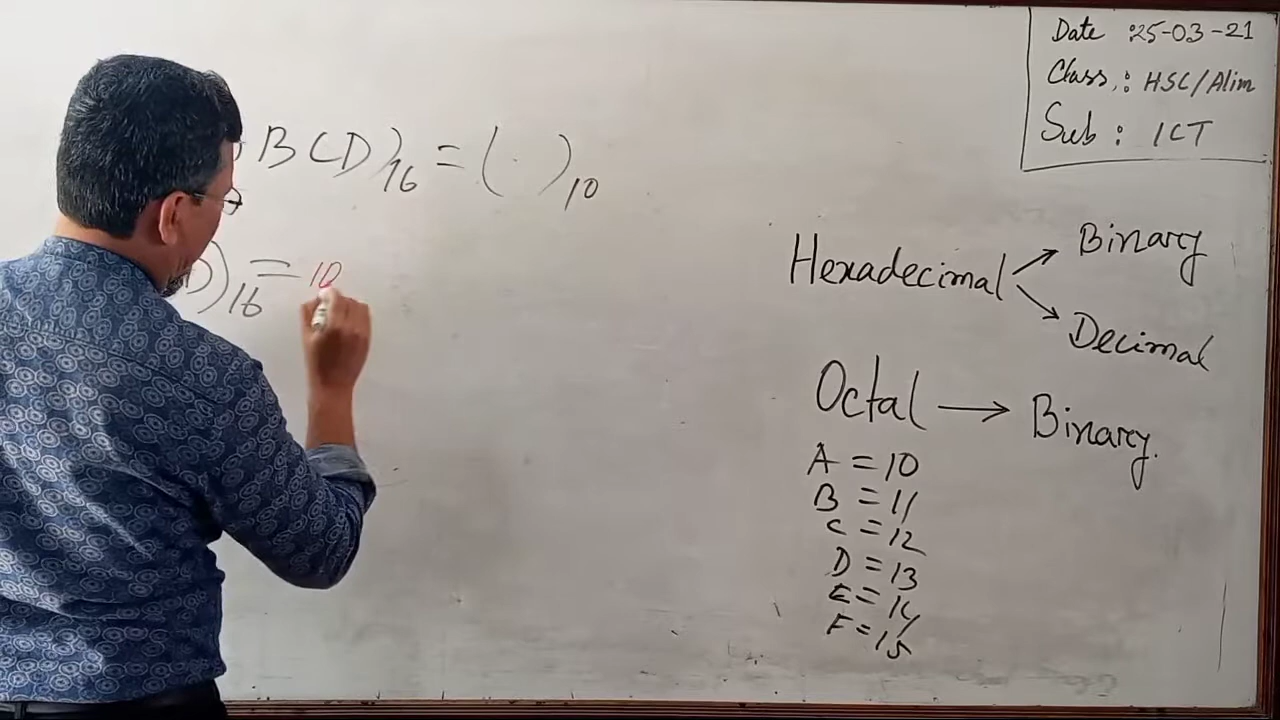 Date :25-03-21
Class : HSC/Alim
Sub : ICT
BCD)16 = ( . )10
D)16 = 10
Hexadecimal → Binary
→ Decimal
Octal → Binary.
A = 10
B = 11
C = 12
D = 13
E = 14
F = 15